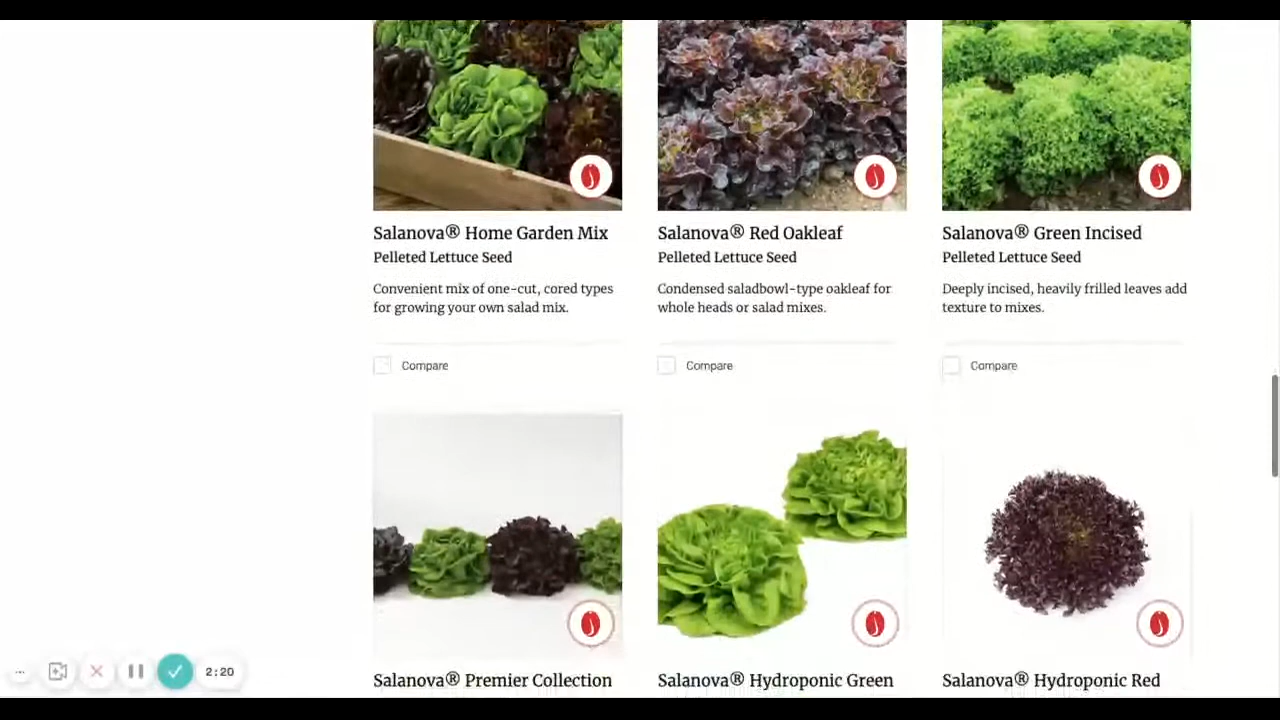 Salanova® Home Garden Mix
Pelleted Lettuce Seed
Convenient mix of one-cut, cored types
for growing your own salad mix.
Compare
Salanova® Red Oakleaf
Pelleted Lettuce Seed
Condensed saladbowl-type oakleaf for
whole heads or salad mixes.
Compare
Salanova® Green Incised
Pelleted Lettuce Seed
Deeply incised, heavily frilled leaves add
texture to mixes.
Compare
Salanova® Premier Collection
Salanova® Hydroponic Green
Salanova® Hydroponic Red
2:20